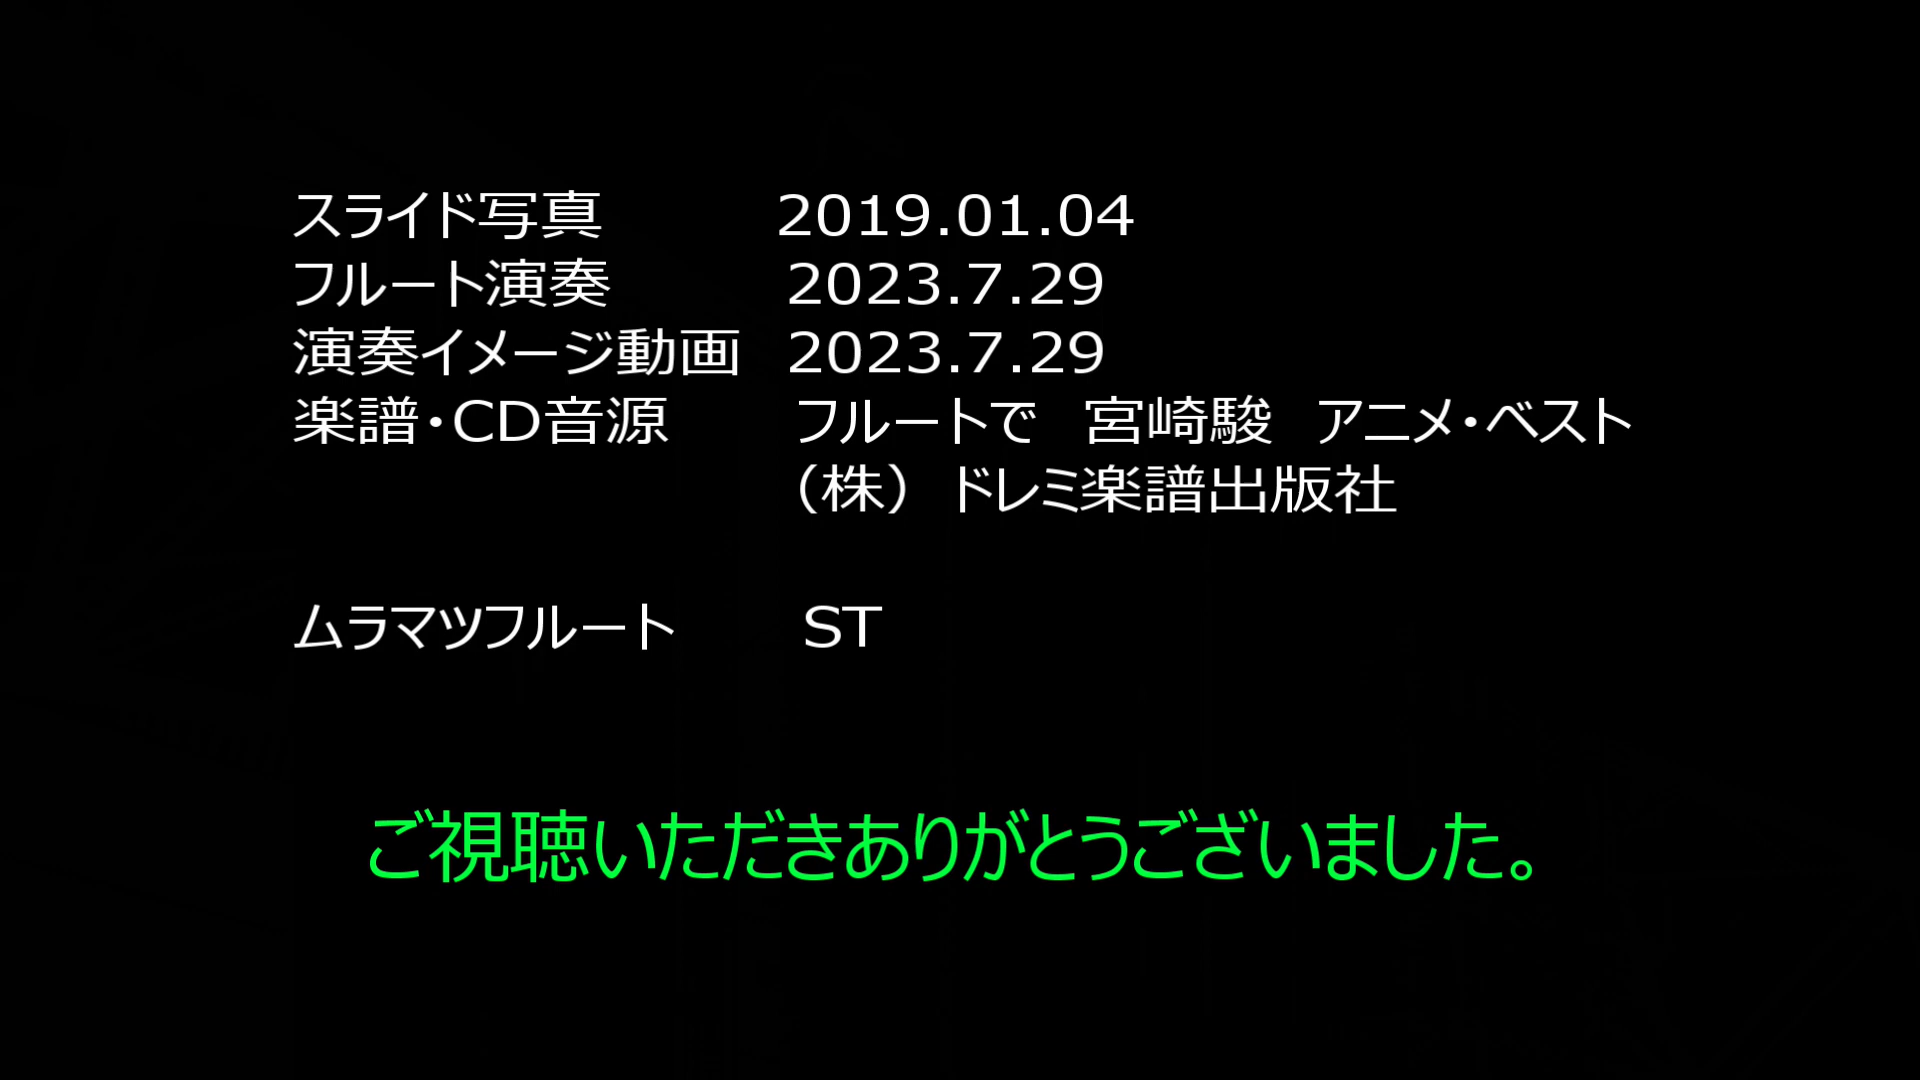 スライド写真　2019.01.04
フルート演奏　2023.7.29
演奏イメージ動画　2023.7.29
楽譜・CD音源　フルートで　宮崎駿　アニメ・ベスト
（株）　ドレミ楽譜出版社
ムラマツフルート　ST
ご視聴いただきありがとうございました。